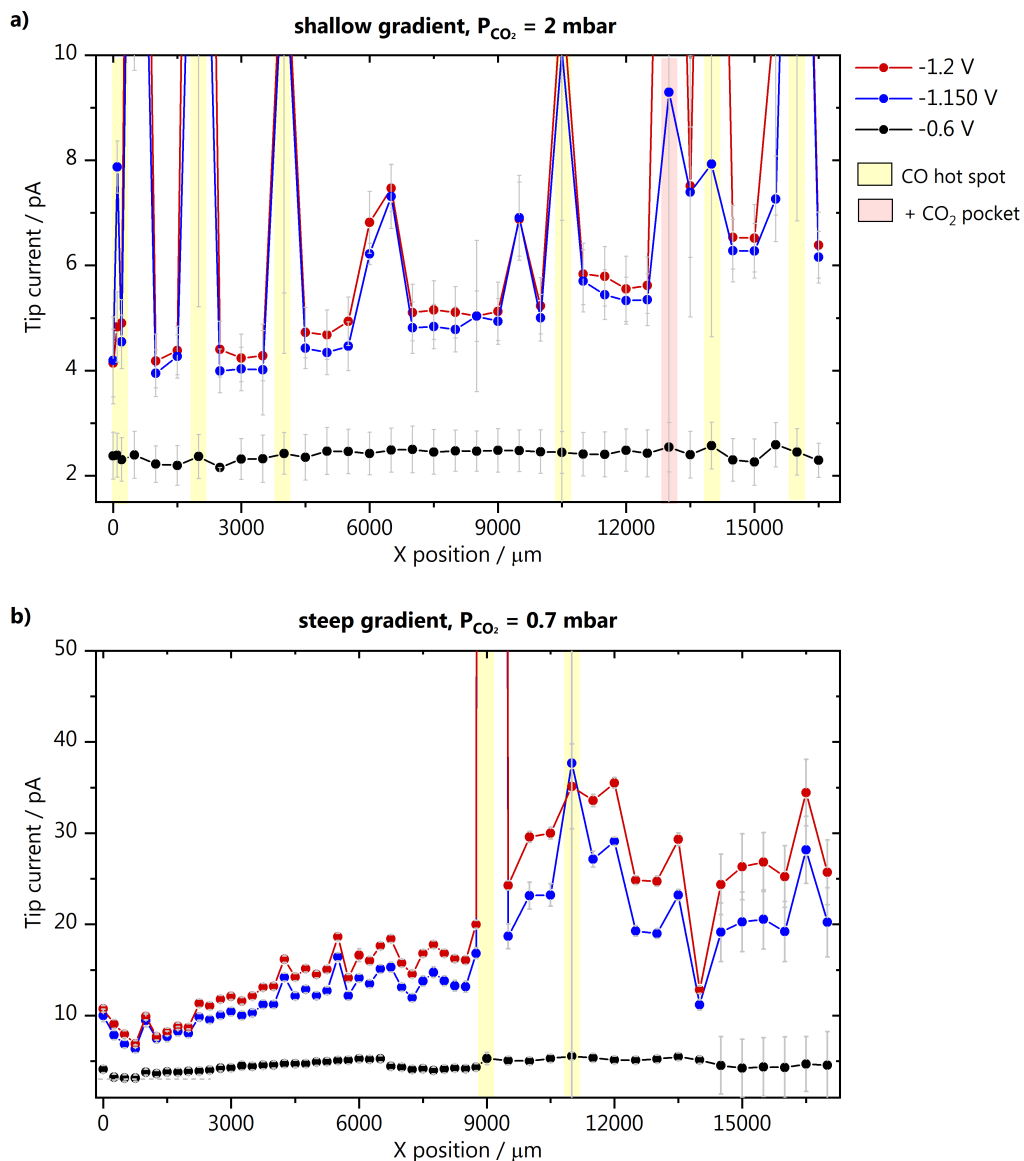 a)
shallow gradient, P_CO₂ = 2 mbar
10
8
6
4
2
Tip current / pA
0 3000 6000 9000 12000 15000
X position / μm
-1.2 V
-1.150 V
-0.6 V
CO hot spot
+ CO₂ pocket
b)
steep gradient, P_CO₂ = 0.7 mbar
50
40
30
20
10
Tip current / pA
0 3000 6000 9000 12000 15000
X position / μm